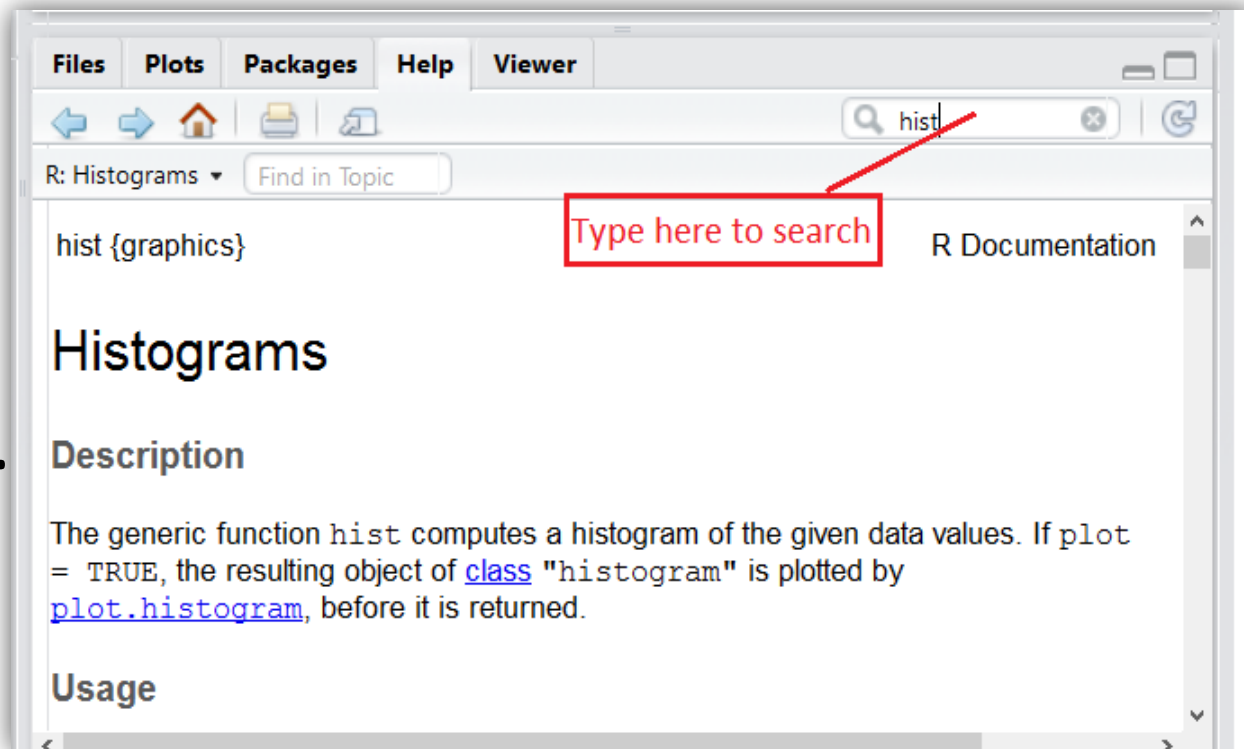 Files Plots Packages Help Viewer
hist
R: Histograms Find in Topic
Type here to search
hist {graphics} R Documentation
Histograms
Description
The generic function hist computes a histogram of the given data values. If plot
= TRUE, the resulting object of class "histogram" is plotted by
plot.histogram, before it is returned.
Usage